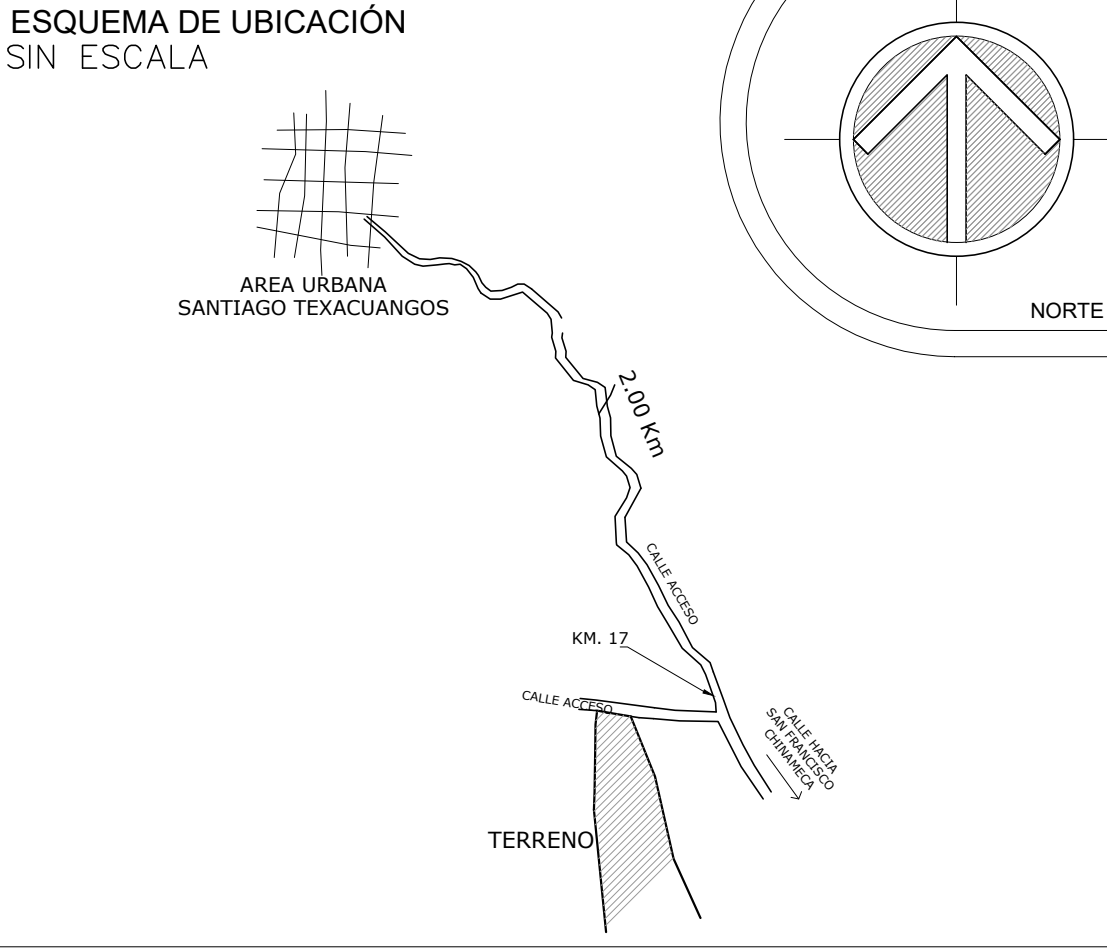 ESQUEMA DE UBICACIÓN
SIN ESCALA
NORTE
AREA URBANA
SANTIAGO TEXACUANGOS
2.00 Km
CALLE ACCESO
KM. 17
CALLE ACCESO
CALLE HACIA
SAN FRANCISCO
CHINAMECA
TERRENO